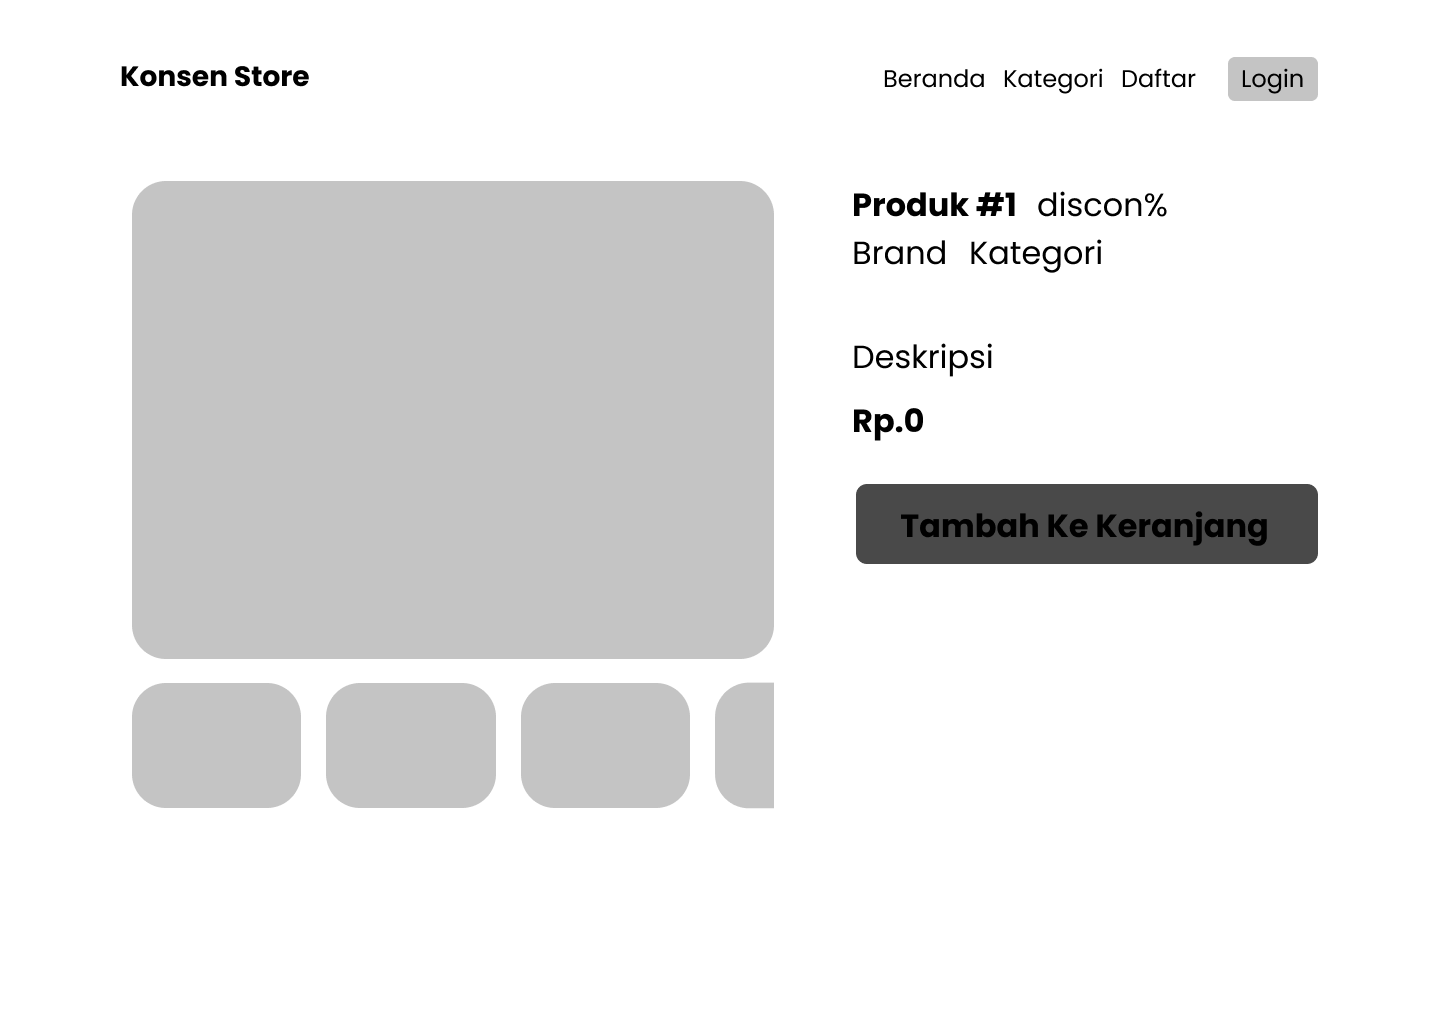 Konsen Store
Beranda Kategori Daftar Login
Produk #1 discon%
Brand Kategori
Deskripsi
Rp.0
Tambah Ke Keranjang